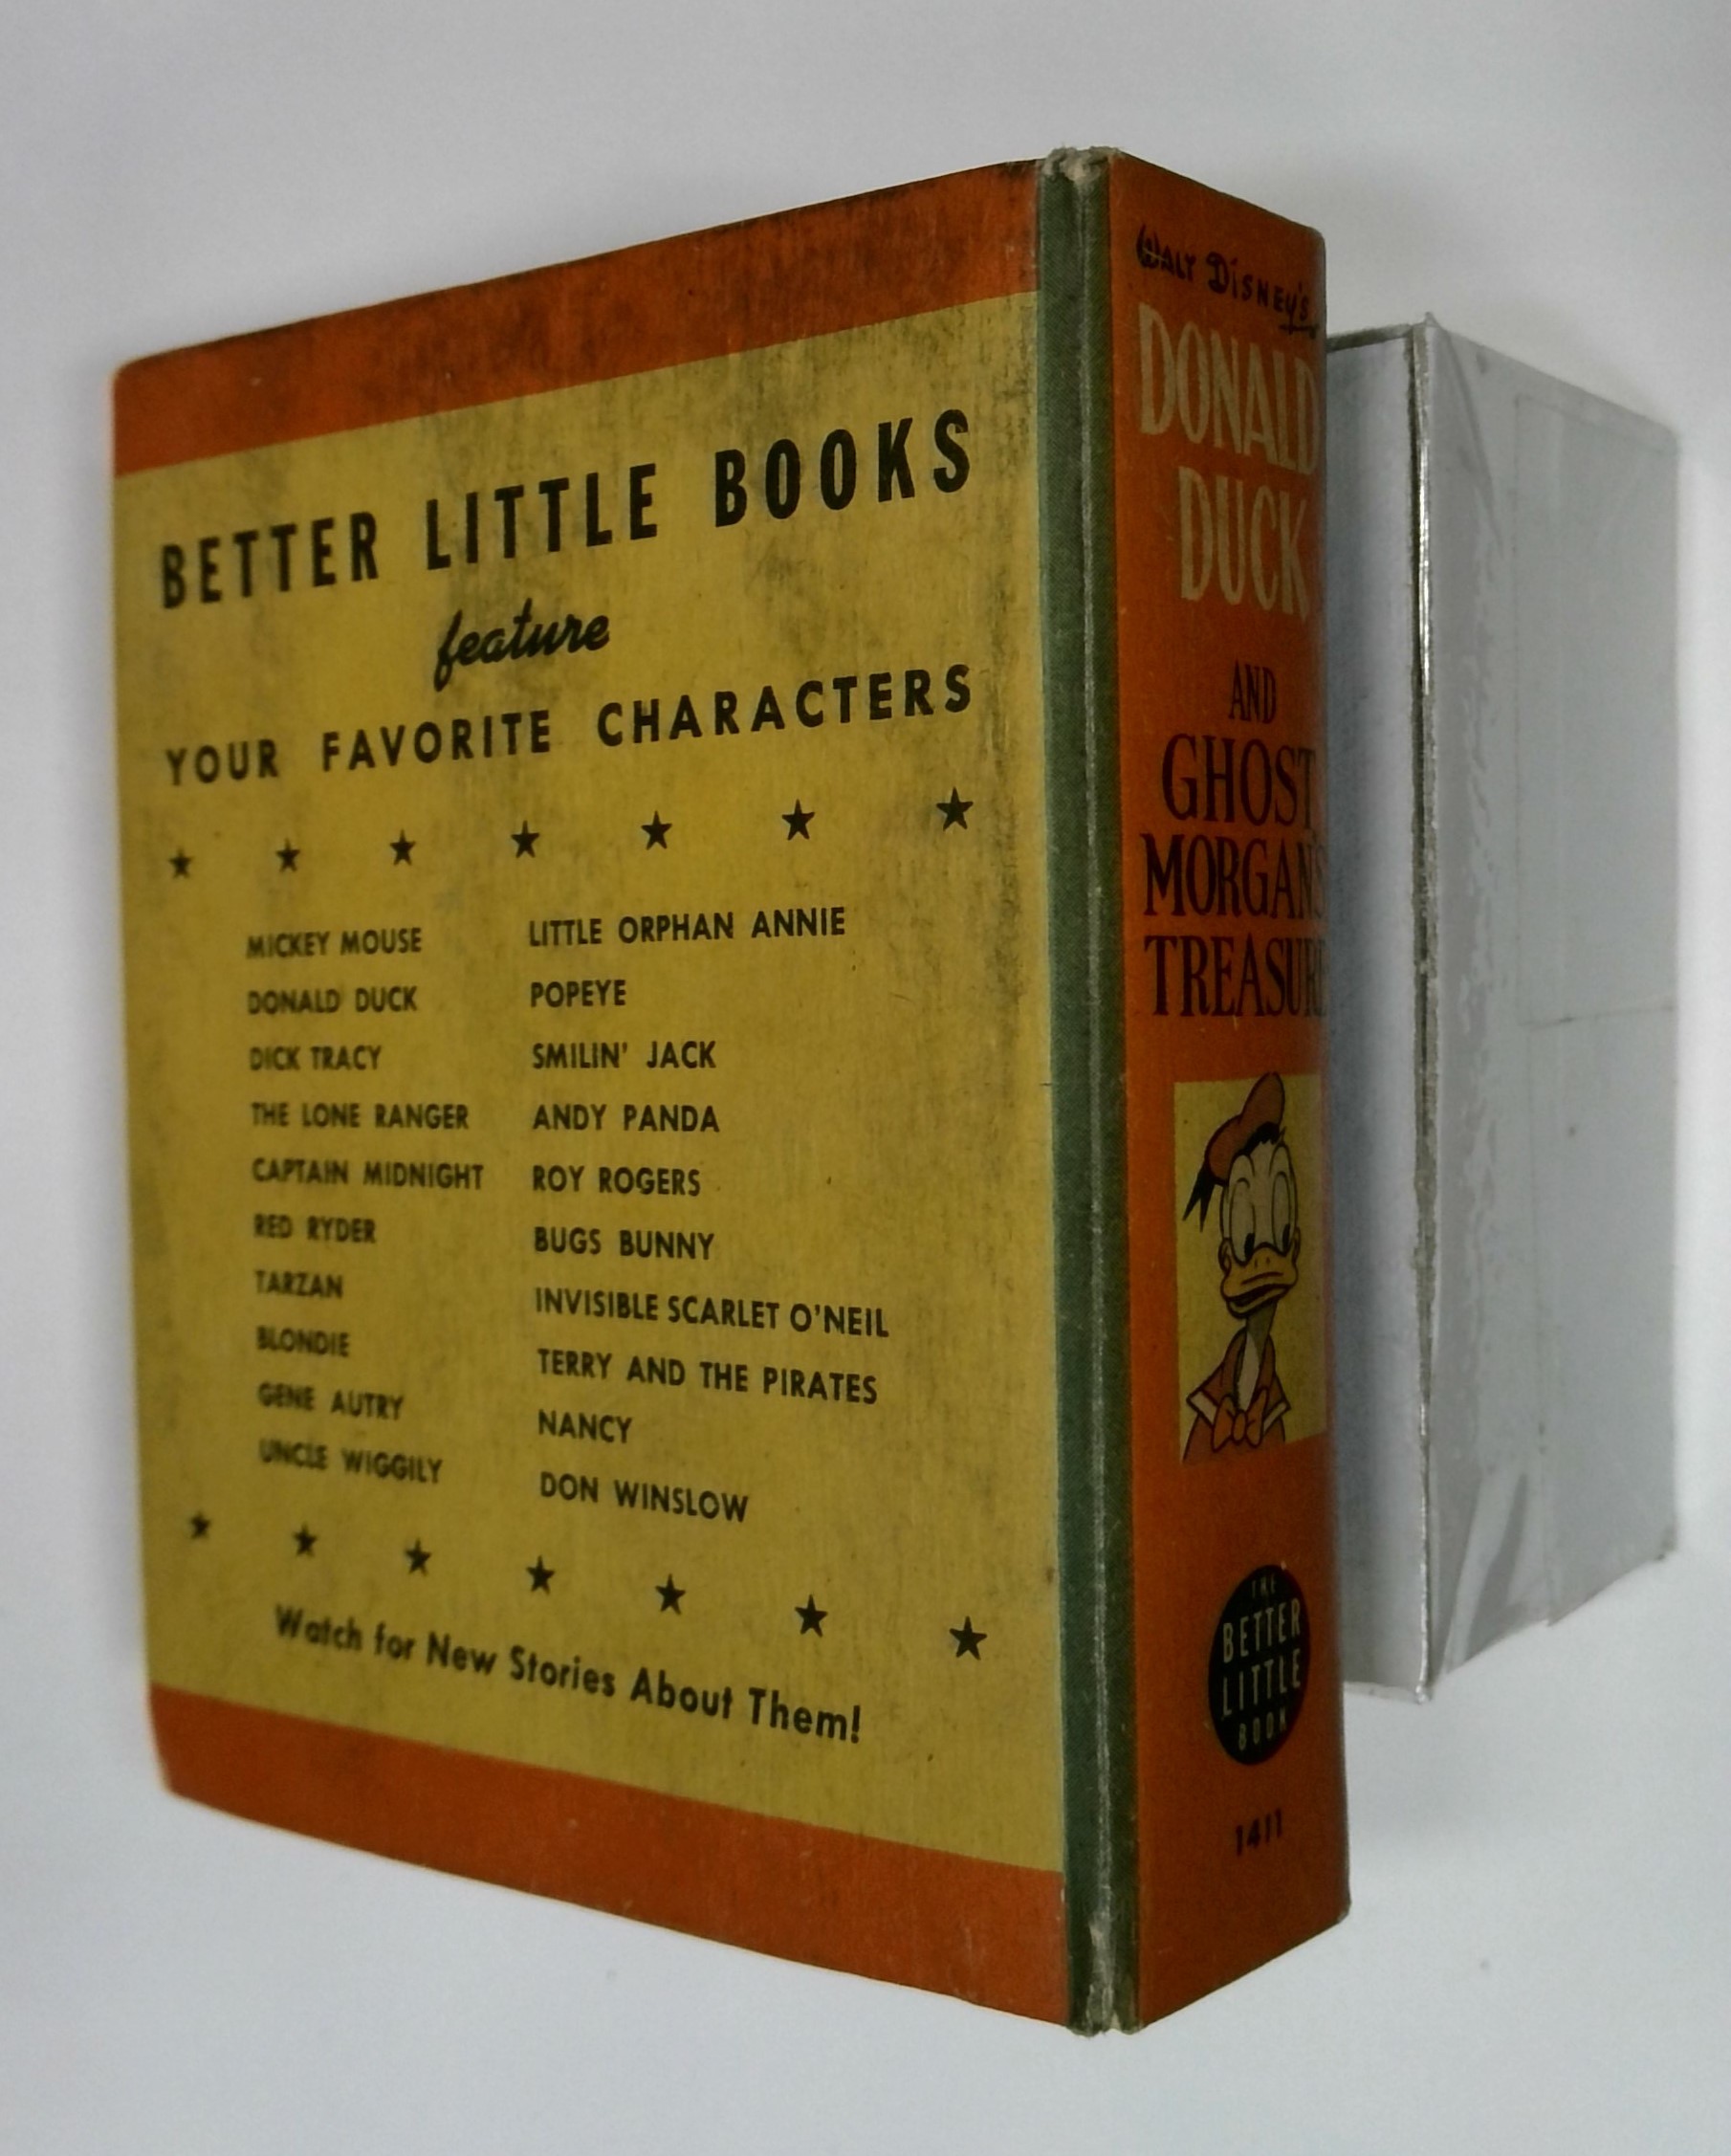 BETTER LITTLE BOOKS
feature
YOUR FAVORITE CHARACTERS
MICKEY MOUSE
DONALD DUCK
DICK TRACY
THE LONE RANGER
CAPTAIN MIDNIGHT
RED RYDER
TARZAN
BLONDIE
GENE AUTRY
UNCLE WIGGILY
LITTLE ORPHAN ANNIE
POPEYE
SMILIN' JACK
ANDY PANDA
ROY ROGERS
BUGS BUNNY
INVISIBLE SCARLET O'NEIL
TERRY AND THE PIRATES
NANCY
DON WINSLOW
Watch for New Stories About Them!
WALT DISNEY'S
DONALD
DUCK
AND
GHOST
MORGAN'S
TREASURE
THE
BETTER
LITTLE
BOOK
1411